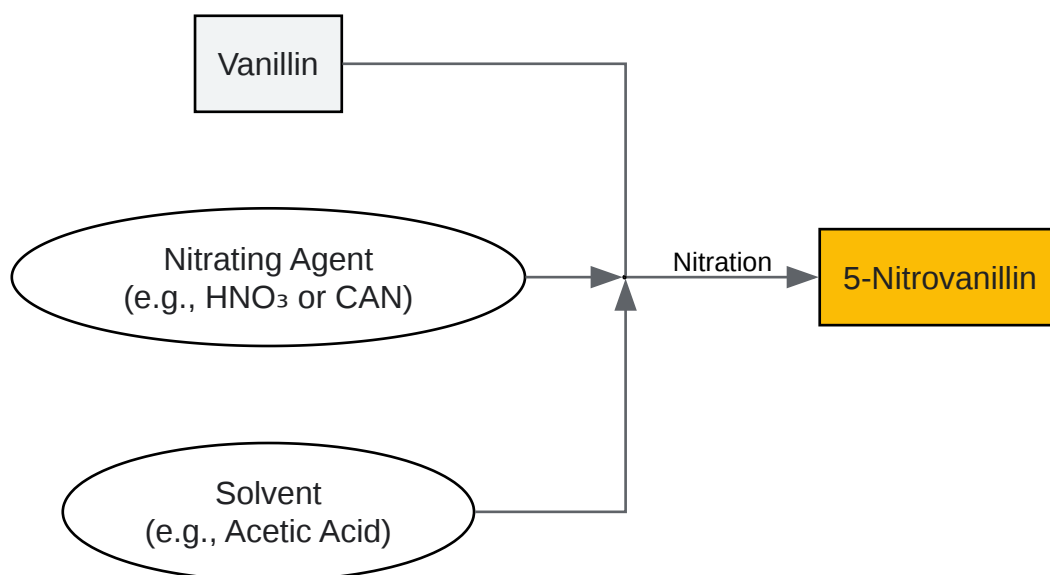 Vanillin
Nitrating Agent
(e.g., HNO₃ or CAN)
Nitration
5-Nitrovanillin
Solvent
(e.g., Acetic Acid)